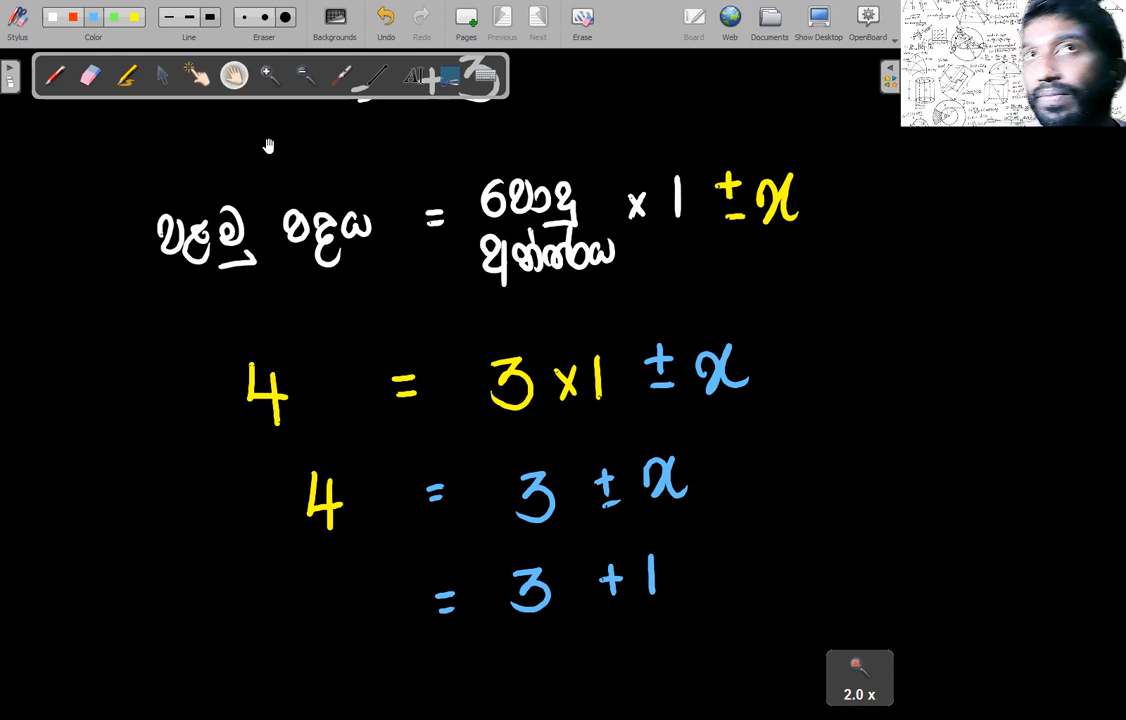 Stylus Color Line Eraser Backgrounds Undo Redo Pages Previous Next Erase Board Web Documents Show Desktop OpenBoard
+3
පළමු පදය = පොදු අන්තරය × 1 ± x
4 = 3 × 1 ± x
4 = 3 ± x
= 3 + 1
2.0 x